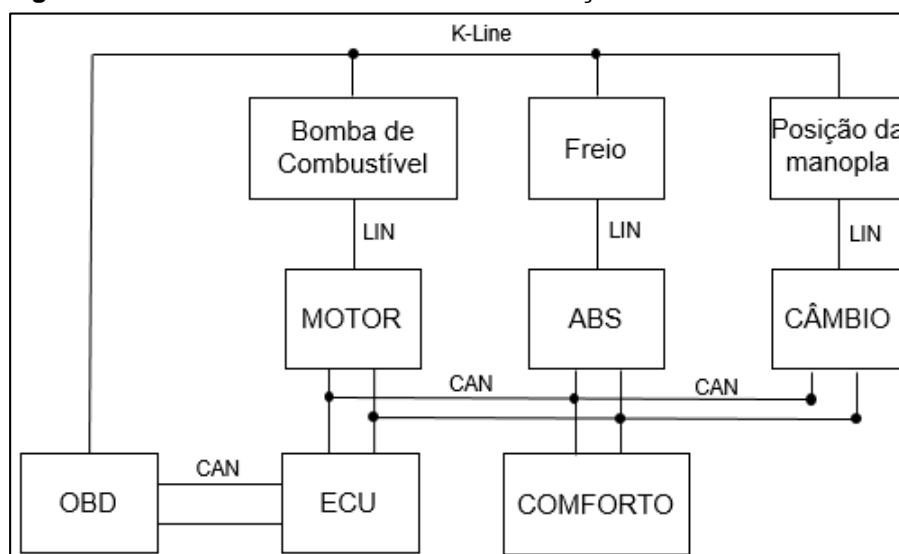 K-Line
Bomba de
Combustível
Freio
Posição da
manopla
LIN
LIN
LIN
MOTOR
ABS
CÂMBIO
CAN
CAN
CAN
OBD
ECU
COMFORTO